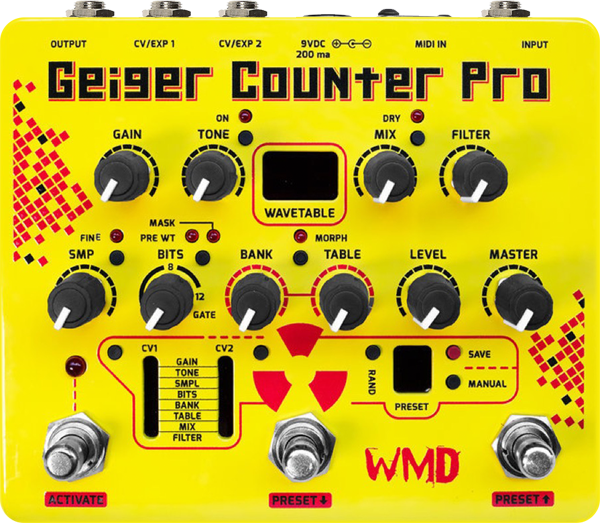 OUTPUT CV/EXP 1 CV/EXP 2 9VDC MIDI IN INPUT
200 ma
Geiger Counter Pro
ON DRY
GAIN TONE MIX FILTER
WAVETABLE
MASK
FINE PRE WT MORPH
SMP BITS BANK TABLE LEVEL MASTER
8
12
GATE
CV1 CV2
GAIN
TONE
SMPL
BITS
BANK
TABLE
MIX
FILTER
RAND
SAVE
MANUAL
PRESET
WMD
ACTIVATE PRESET ↓ PRESET ↑